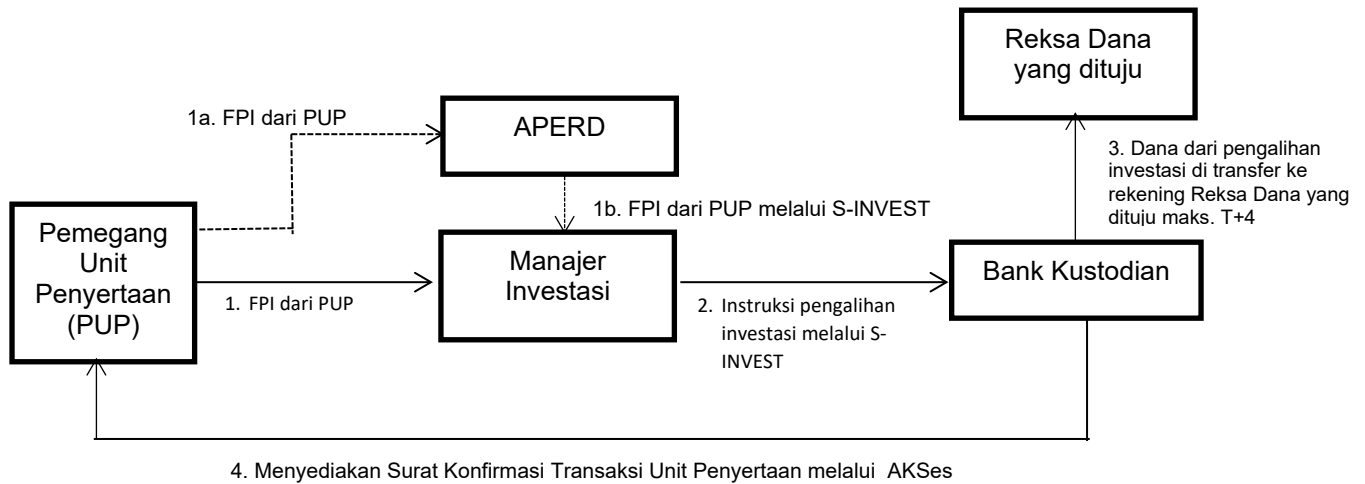 Reksa Dana
yang dituju
1a. FPI dari PUP
APERD
3. Dana dari pengalihan
investasi di transfer ke
rekening Reksa Dana yang
dituju maks. T+4
1b. FPI dari PUP melalui S-INVEST
Pemegang
Unit
Penyertaan
(PUP)
Manajer
Investasi
Bank Kustodian
1. FPI dari PUP
2. Instruksi pengalihan
investasi melalui S-
INVEST
4. Menyediakan Surat Konfirmasi Transaksi Unit Penyertaan melalui AKSes